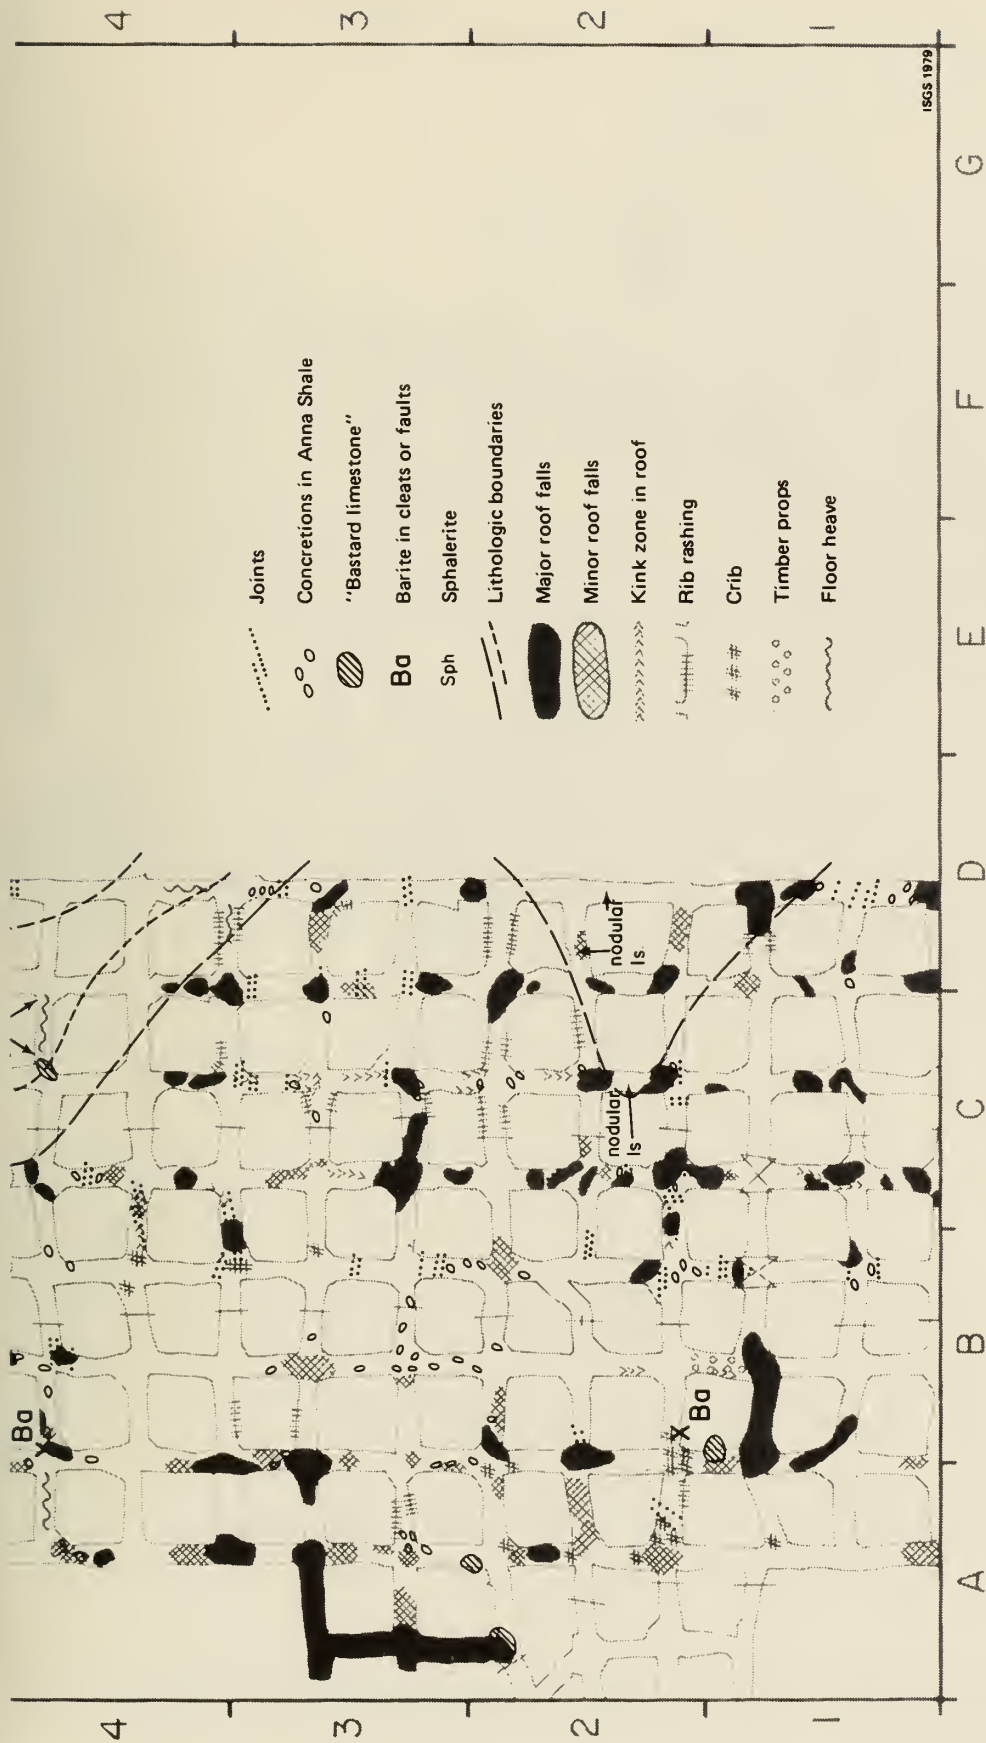 4
3
2
1
ISGS 1979
G
F
E
D
C
B
A
4
3
2
1
Joints
Concretions in Anna Shale
"Bastard limestone"
Ba Barite in cleats or faults
Sph Sphalerite
Lithologic boundaries
Major roof falls
Minor roof falls
Kink zone in roof
Rib rashing
Crib
Timber props
Floor heave
Ba
Ba
nodular
ls
nodular
ls